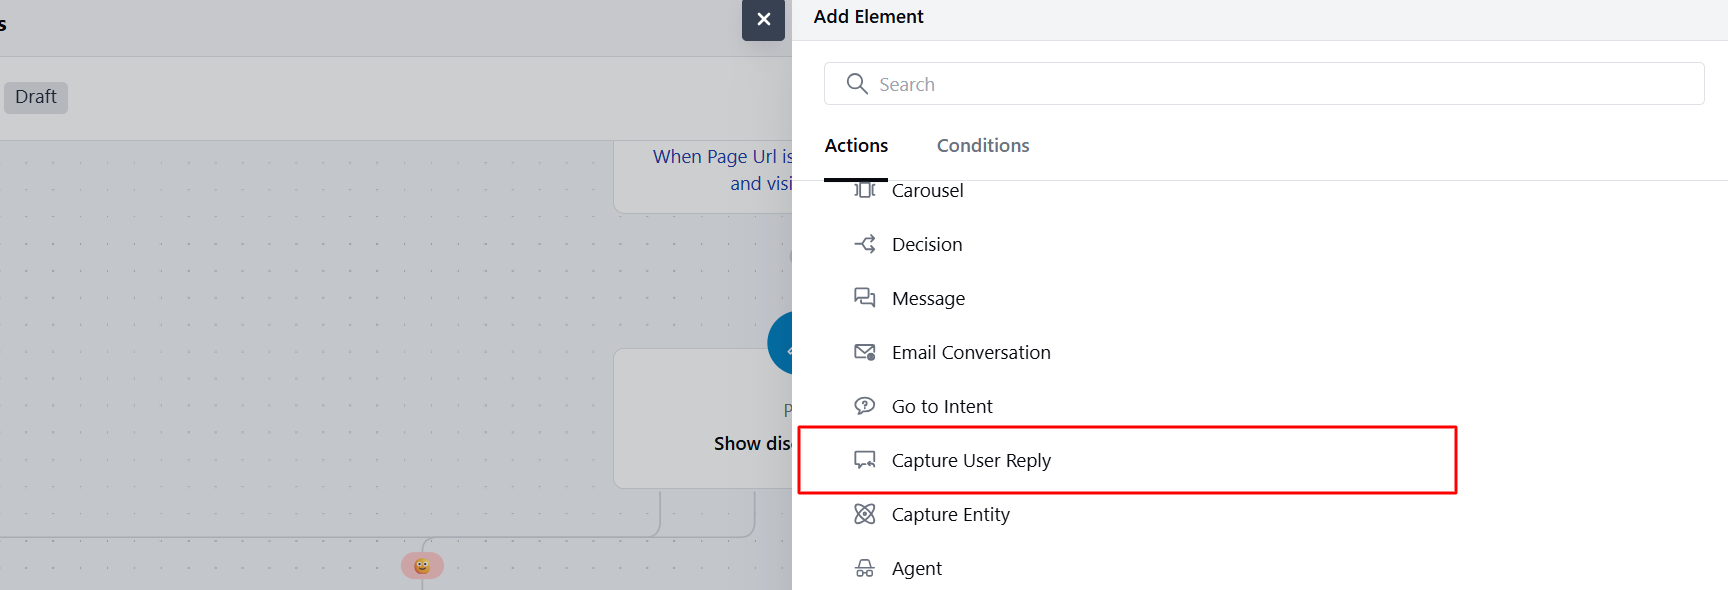 s
Add Element
Search
Draft
Actions
Conditions
When Page Url is
and visi
Carousel
Decision
Message
Email Conversation
Go to Intent
P
Show dis
Capture User Reply
Capture Entity
Agent